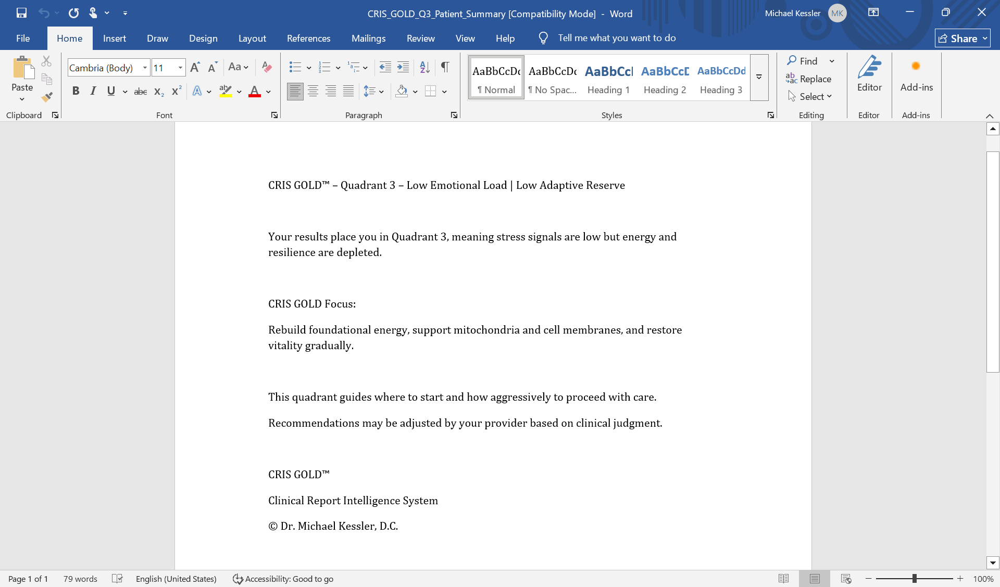 CRIS_GOLD_Q3_Patient_Summary [Compatibility Mode] - Word
Michael Kessler MK
File Home Insert Draw Design Layout References Mailings Review View Help Tell me what you want to do Share
Paste
Clipboard
Cambria (Body) 11 A A Aa A
B I U abc x2 x2 A ab A
Font
Paragraph
AaBbCcDc AaBbCcDc AaBbCcI AaBbCcD AaBbCcDd
¶ Normal ¶ No Spac... Heading 1 Heading 2 Heading 3
Styles
Find
Replace
Select
Editing
Editor
Editor
Add-ins
Add-ins
CRIS GOLD™ – Quadrant 3 – Low Emotional Load | Low Adaptive Reserve
Your results place you in Quadrant 3, meaning stress signals are low but energy and
resilience are depleted.
CRIS GOLD Focus:
Rebuild foundational energy, support mitochondria and cell membranes, and restore
vitality gradually.
This quadrant guides where to start and how aggressively to proceed with care.
Recommendations may be adjusted by your provider based on clinical judgment.
CRIS GOLD™
Clinical Report Intelligence System
© Dr. Michael Kessler, D.C.
Page 1 of 1 79 words English (United States) Accessibility: Good to go 100%